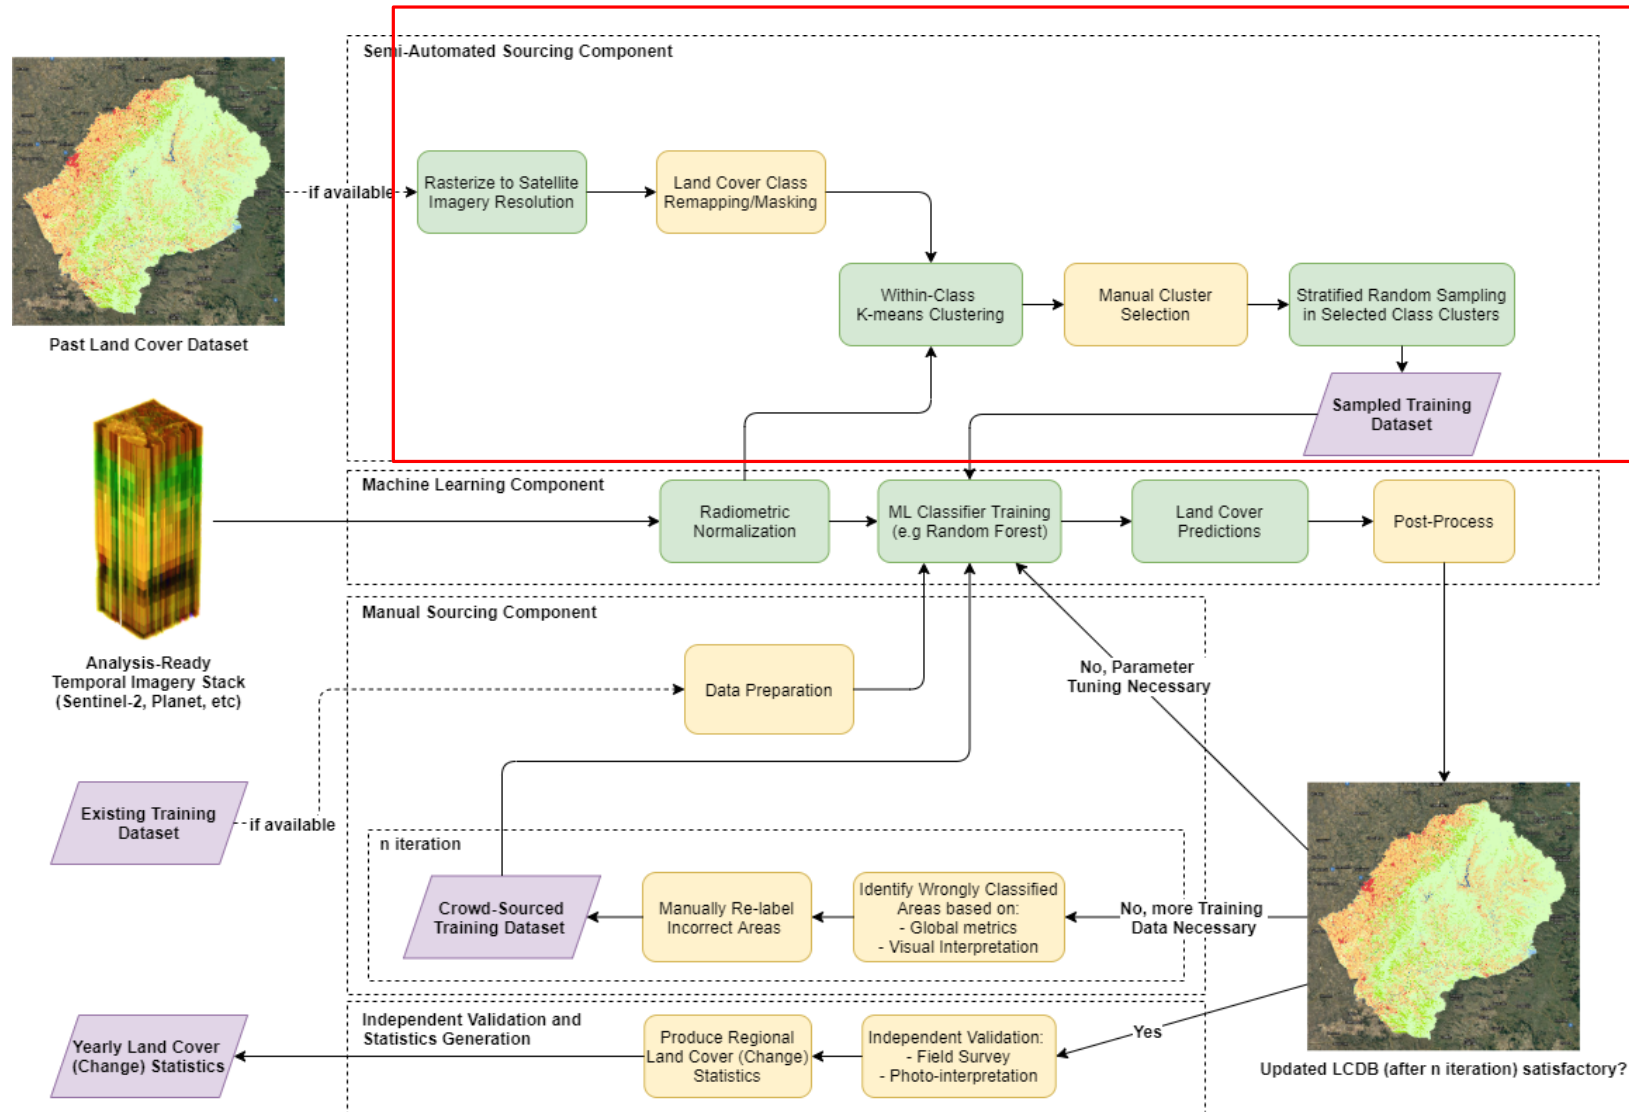 Semi-Automated Sourcing Component
if available
Rasterize to Satellite
Imagery Resolution
Land Cover Class
Remapping/Masking
Within-Class
K-means Clustering
Manual Cluster
Selection
Stratified Random Sampling
in Selected Class Clusters
Past Land Cover Dataset
Sampled Training
Dataset
Machine Learning Component
Radiometric
Normalization
ML Classifier Training
(e.g Random Forest)
Land Cover
Predictions
Post-Process
Manual Sourcing Component
Analysis-Ready
Temporal Imagery Stack
(Sentinel-2, Planet, etc)
Data Preparation
No, Parameter
Tuning Necessary
Existing Training
Dataset
if available
n iteration
Crowd-Sourced
Training Dataset
Manually Re-label
Incorrect Areas
Identify Wrongly Classified
Areas based on:
- Global metrics
- Visual Interpretation
No, more Training
Data Necessary
Independent Validation and
Statistics Generation
Yearly Land Cover
(Change) Statistics
Produce Regional
Land Cover (Change)
Statistics
Independent Validation:
- Field Survey
- Photo-interpretation
Yes
Updated LCDB (after n iteration) satisfactory?